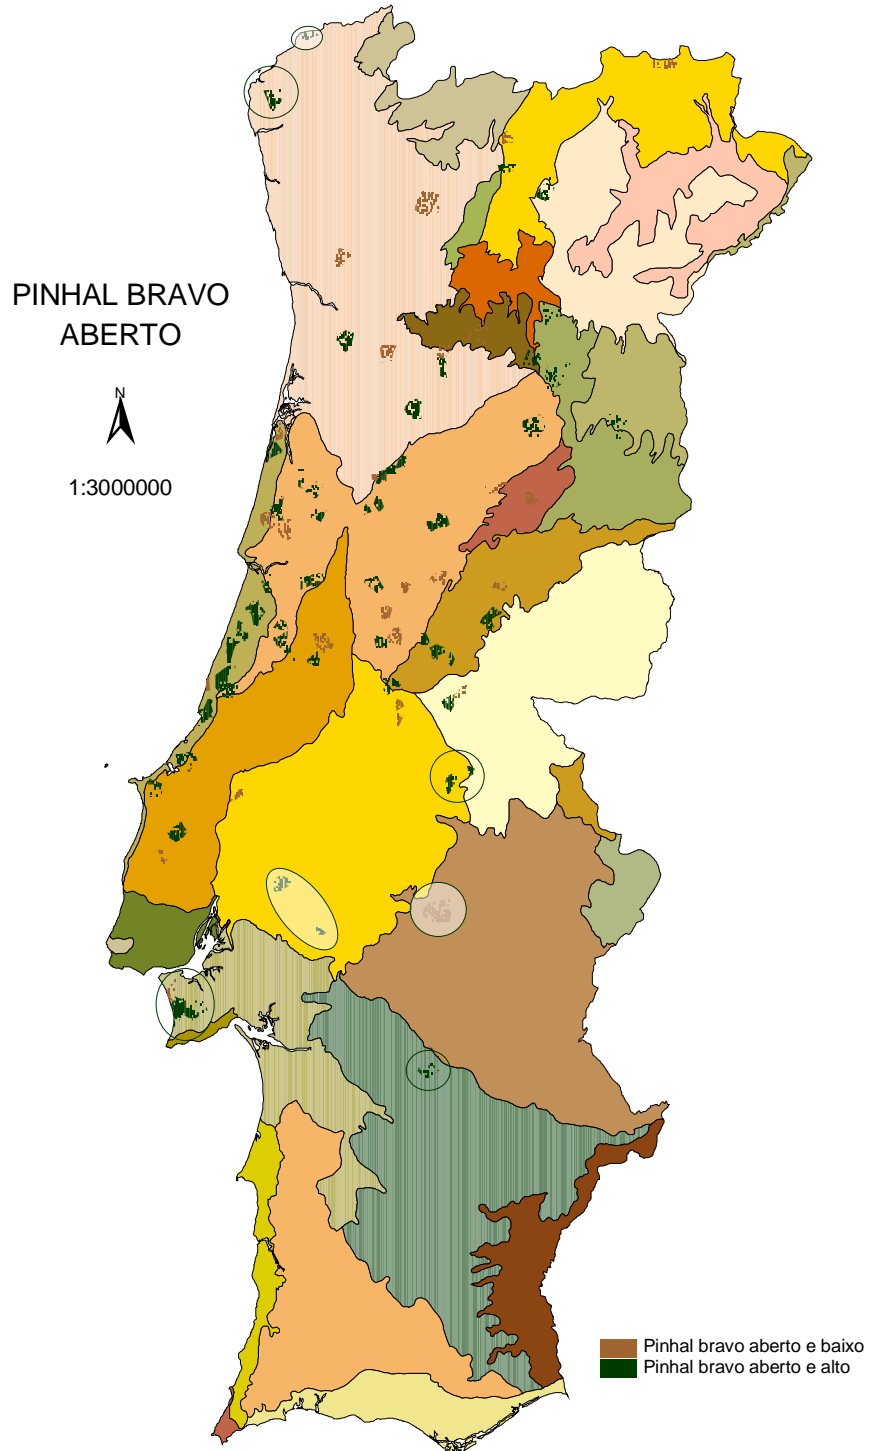 PINHAL BRAVO
ABERTO
N
1:3000000
Pinhal bravo aberto e baixo
Pinhal bravo aberto e alto